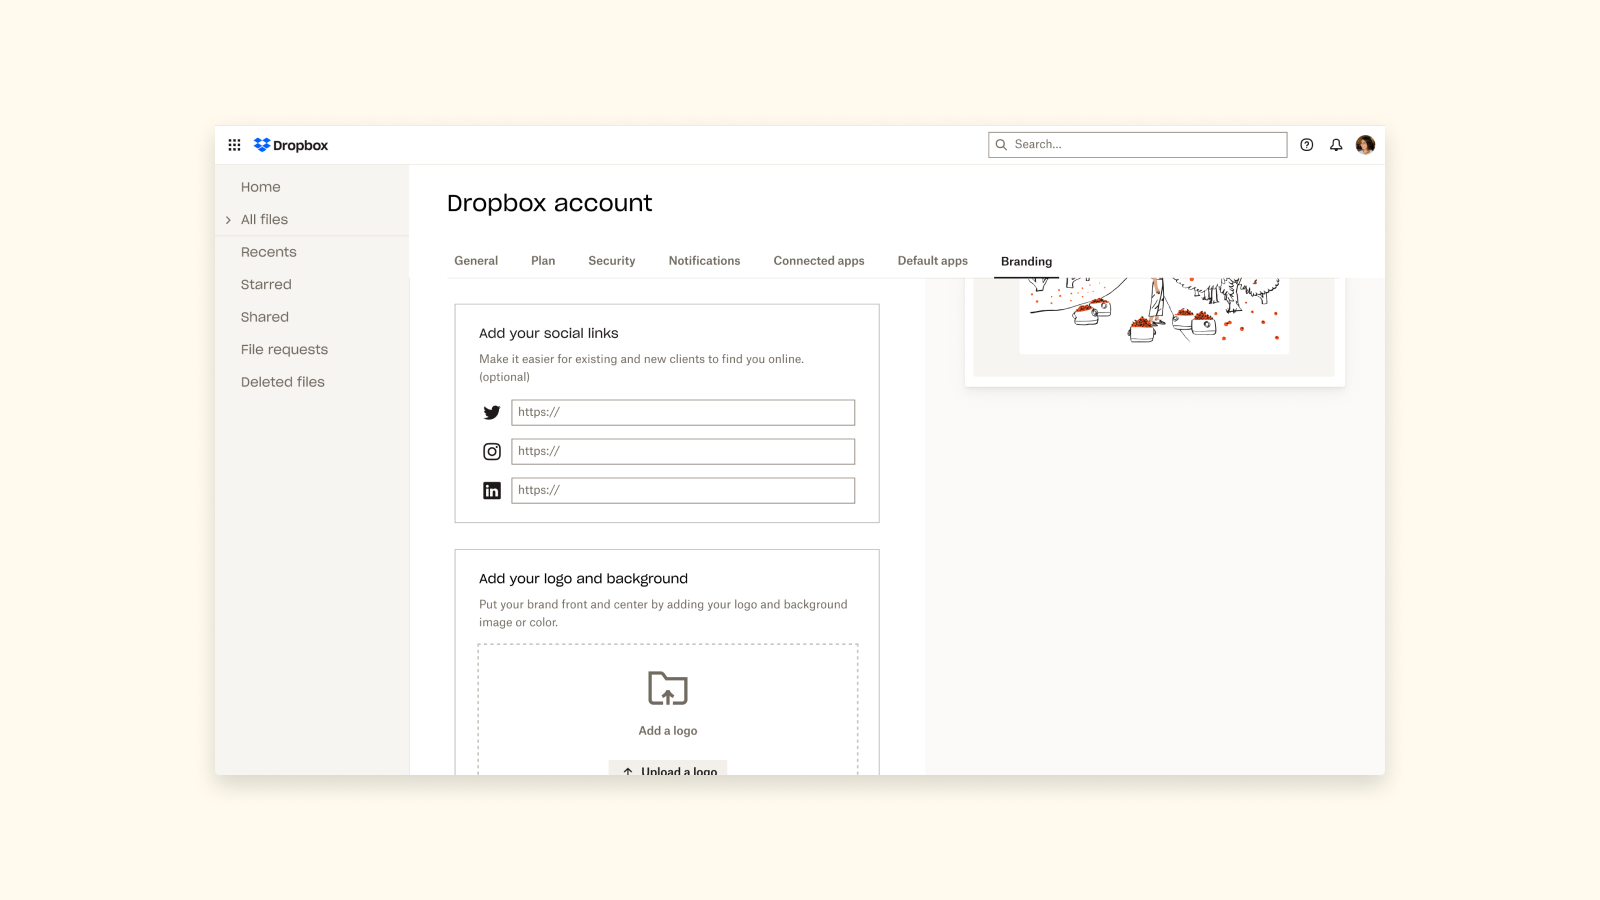 Dropbox
Search...
Home
All files
Recents
Starred
Shared
File requests
Deleted files
Dropbox account
General
Plan
Security
Notifications
Connected apps
Default apps
Branding
Add your social links
Make it easier for existing and new clients to find you online.
(optional)
https://
https://
https://
Add your logo and background
Put your brand front and center by adding your logo and background
image or color.
Add a logo
Upload a logo